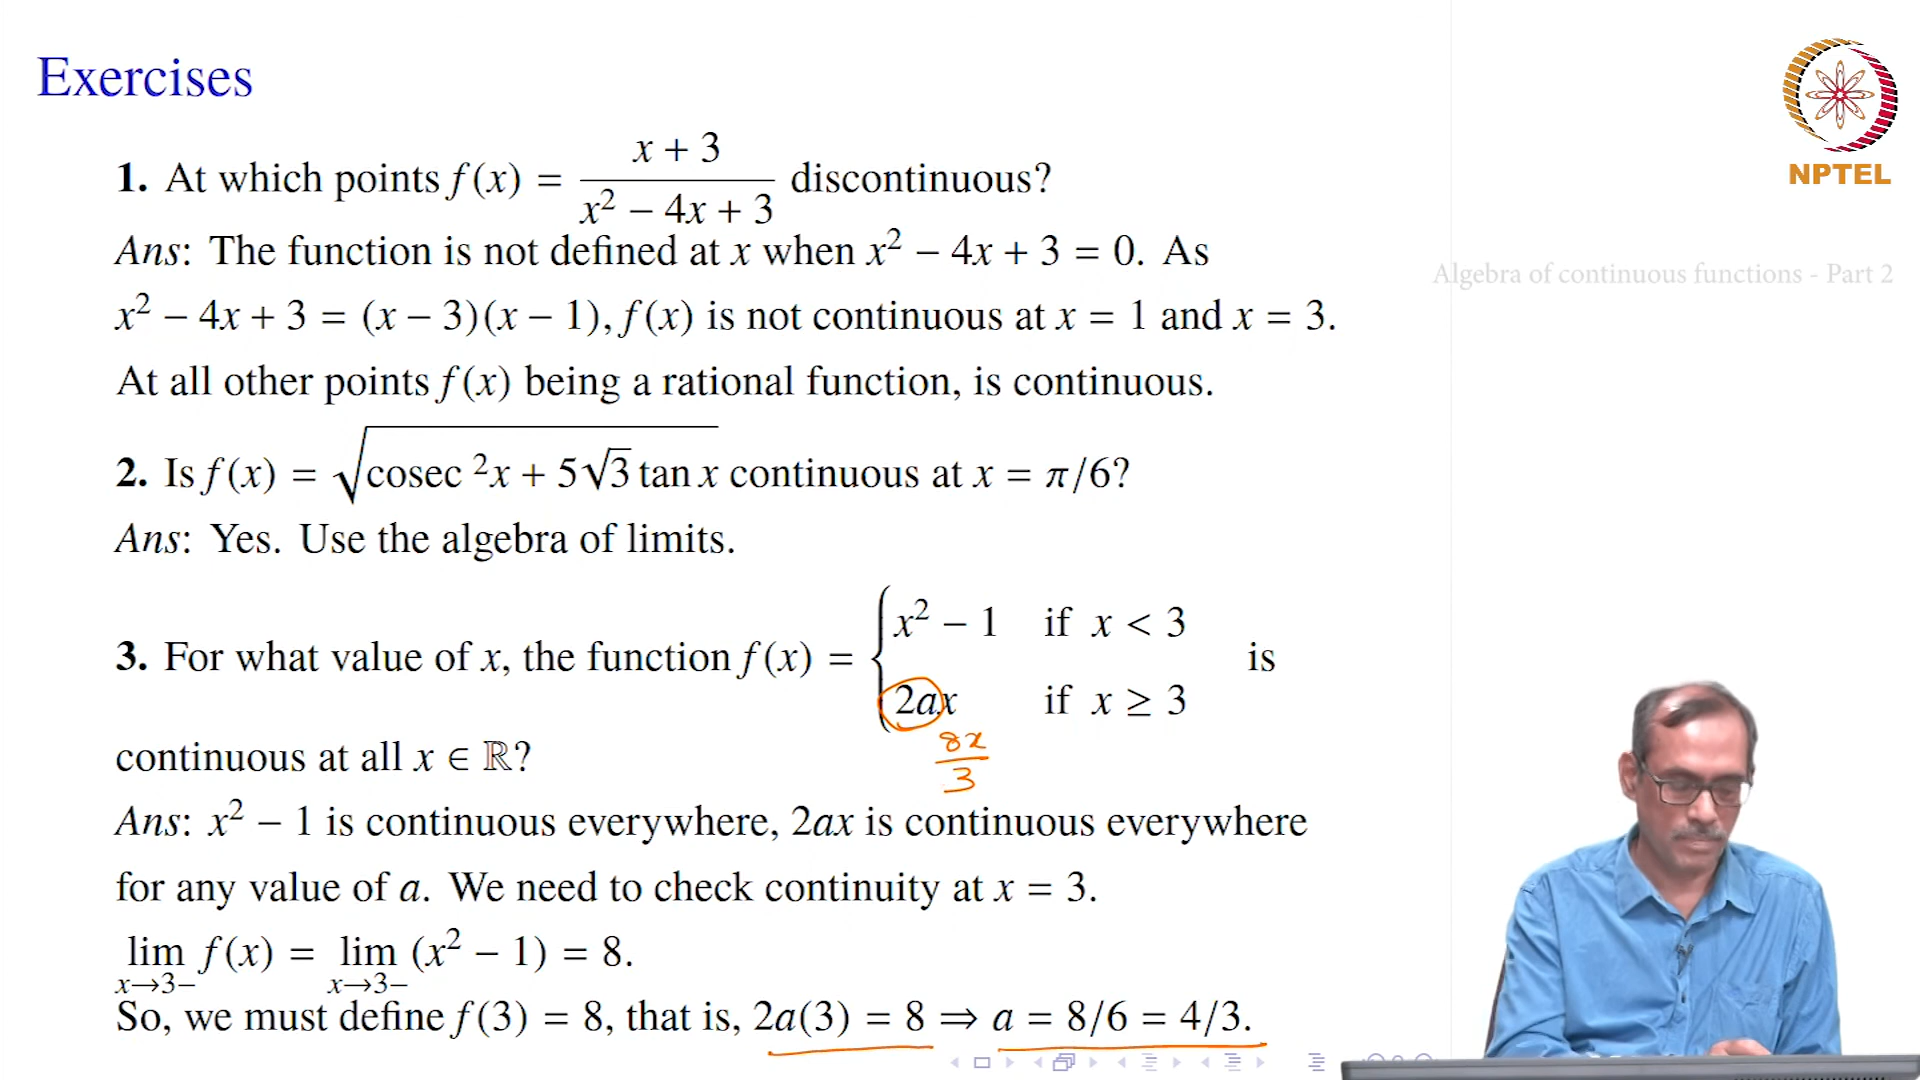 Exercises
NPTEL
1. At which points f(x) = (x + 3)/(x² − 4x + 3) discontinuous?
Ans: The function is not defined at x when x² − 4x + 3 = 0. As
Algebra of continuous functions - Part 2
x² − 4x + 3 = (x − 3)(x − 1), f(x) is not continuous at x = 1 and x = 3.
At all other points f(x) being a rational function, is continuous.
2. Is f(x) = √(cosec ²x + 5√3 tan x) continuous at x = π/6?
Ans: Yes. Use the algebra of limits.
3. For what value of x, the function f(x) = { x² − 1 if x < 3
2ax if x ≥ 3 is
8x/3
continuous at all x ∈ ℝ?
Ans: x² − 1 is continuous everywhere, 2ax is continuous everywhere
for any value of a. We need to check continuity at x = 3.
lim x→3− f(x) = lim x→3− (x² − 1) = 8.
So, we must define f(3) = 8, that is, 2a(3) = 8 ⇒ a = 8/6 = 4/3.